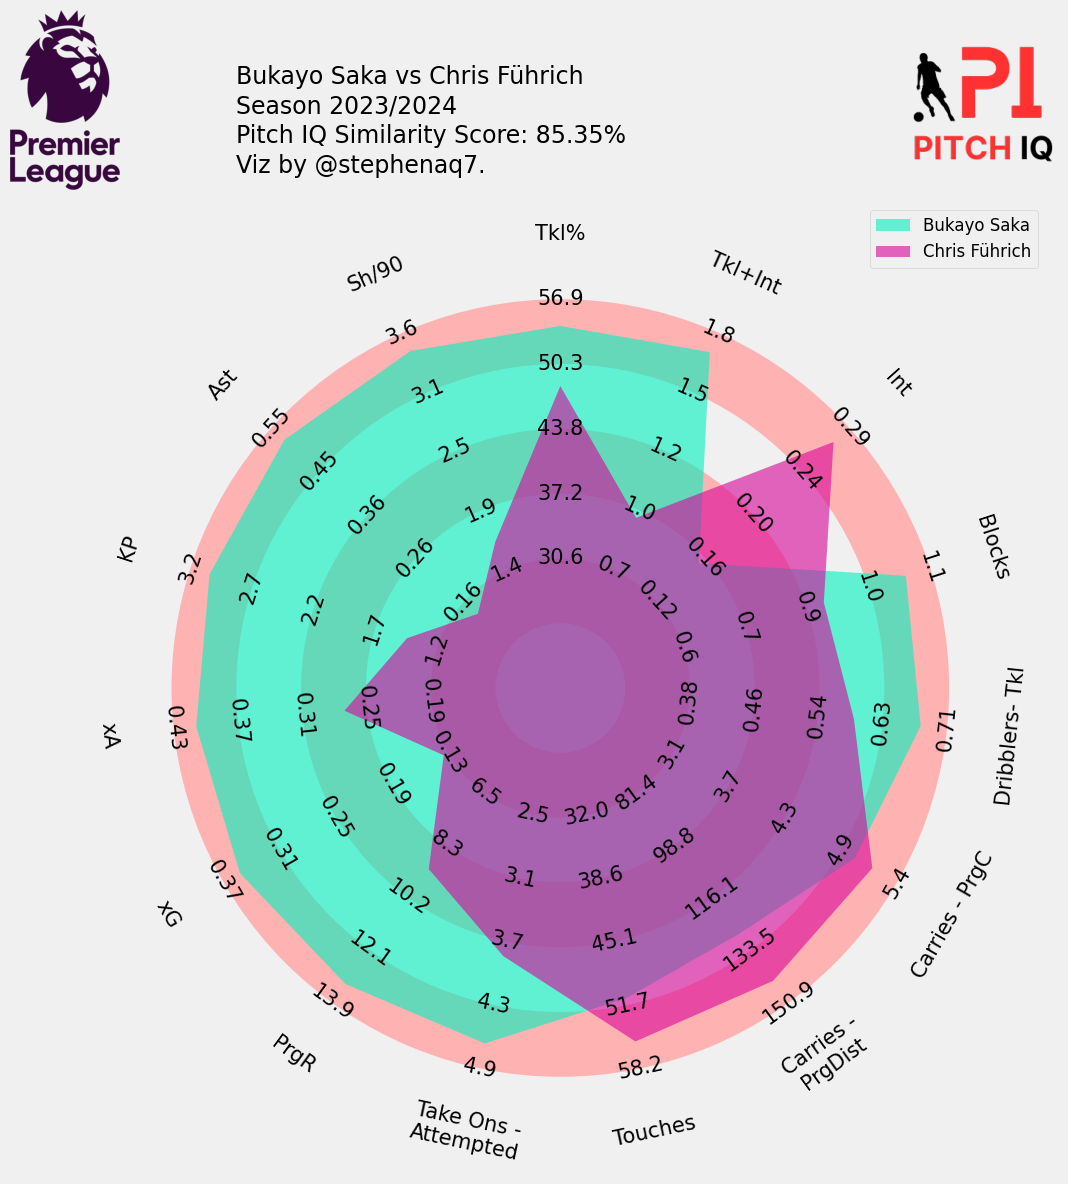 Premier
League
Bukayo Saka vs Chris Führich
Season 2023/2024
Pitch IQ Similarity Score: 85.35%
Viz by @stephenaq7.
PI
PITCH IQ
Bukayo Saka
Chris Führich
Tkl%
30.6
37.2
43.8
50.3
56.9
Tkl+Int
0.7
1.0
1.2
1.5
1.8
Int
0.12
0.16
0.20
0.24
0.29
Blocks
0.6
0.7
0.9
1.0
1.1
Dribblers- Tkl
0.38
0.46
0.54
0.63
0.71
Carries - PrgC
3.1
3.7
4.3
4.9
5.4
Carries -
PrgDist
81.4
98.8
116.1
133.5
150.9
Touches
32.0
38.6
45.1
51.7
58.2
Take Ons -
Attempted
2.5
3.1
3.7
4.3
4.9
PrgR
6.5
8.3
10.2
12.1
13.9
xG
0.13
0.19
0.25
0.31
0.37
xA
0.19
0.25
0.31
0.37
0.43
KP
1.2
1.7
2.2
2.7
3.2
Ast
0.16
0.26
0.36
0.45
0.55
Sh/90
1.4
1.9
2.5
3.1
3.6